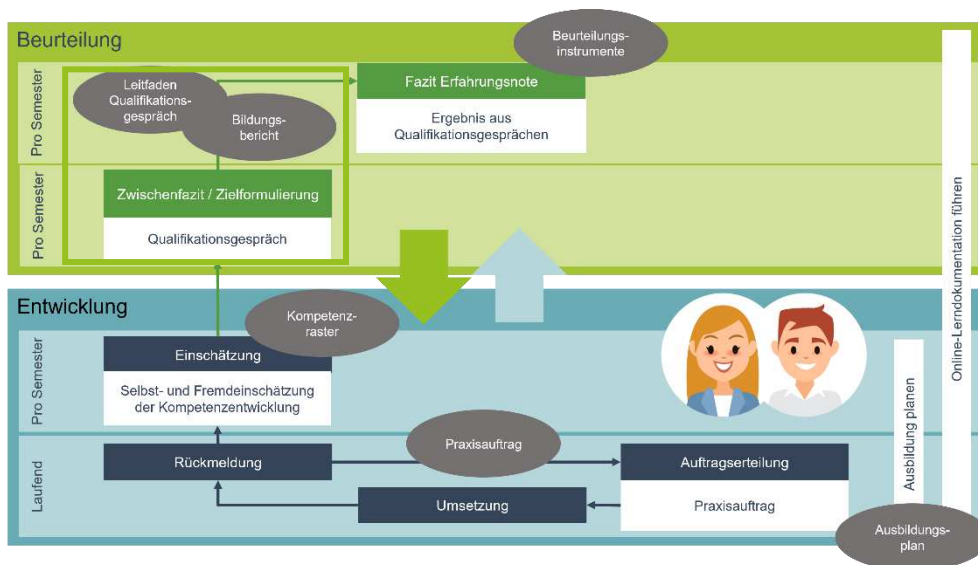 Beurteilung
Beurteilungs-
instrumente
Pro Semester
Leitfaden
Qualifikations-
gespräch
Bildungs-
bericht
Fazit Erfahrungsnote
Ergebnis aus
Qualifikationsgesprächen
Pro Semester
Zwischenfazit / Zielformulierung
Qualifikationsgespräch
Online-Lerndokumentation führen
Entwicklung
Kompetenz-
raster
Pro Semester
Einschätzung
Selbst- und Fremdeinschätzung
der Kompetenzentwicklung
Ausbildung planen
Laufend
Praxisauftrag
Rückmeldung
Auftragserteilung
Umsetzung
Praxisauftrag
Ausbildungs-
plan